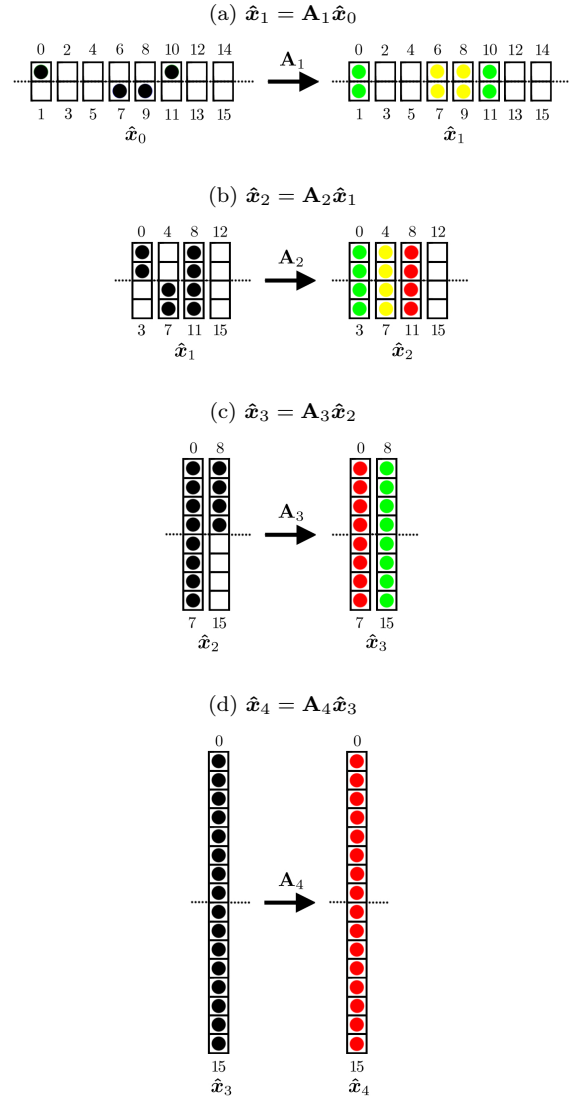 (a) x̂₁ = A₁x̂₀
0 2 4 6 8 10 12 14
A₁
0 2 4 6 8 10 12 14
1 3 5 7 9 11 13 15
1 3 5 7 9 11 13 15
x̂₀
x̂₁
(b) x̂₂ = A₂x̂₁
0 4 8 12
A₂
0 4 8 12
3 7 11 15
3 7 11 15
x̂₁
x̂₂
(c) x̂₃ = A₃x̂₂
0 8
A₃
0 8
7 15
7 15
x̂₂
x̂₃
(d) x̂₄ = A₄x̂₃
0
A₄
0
15
15
x̂₃
x̂₄